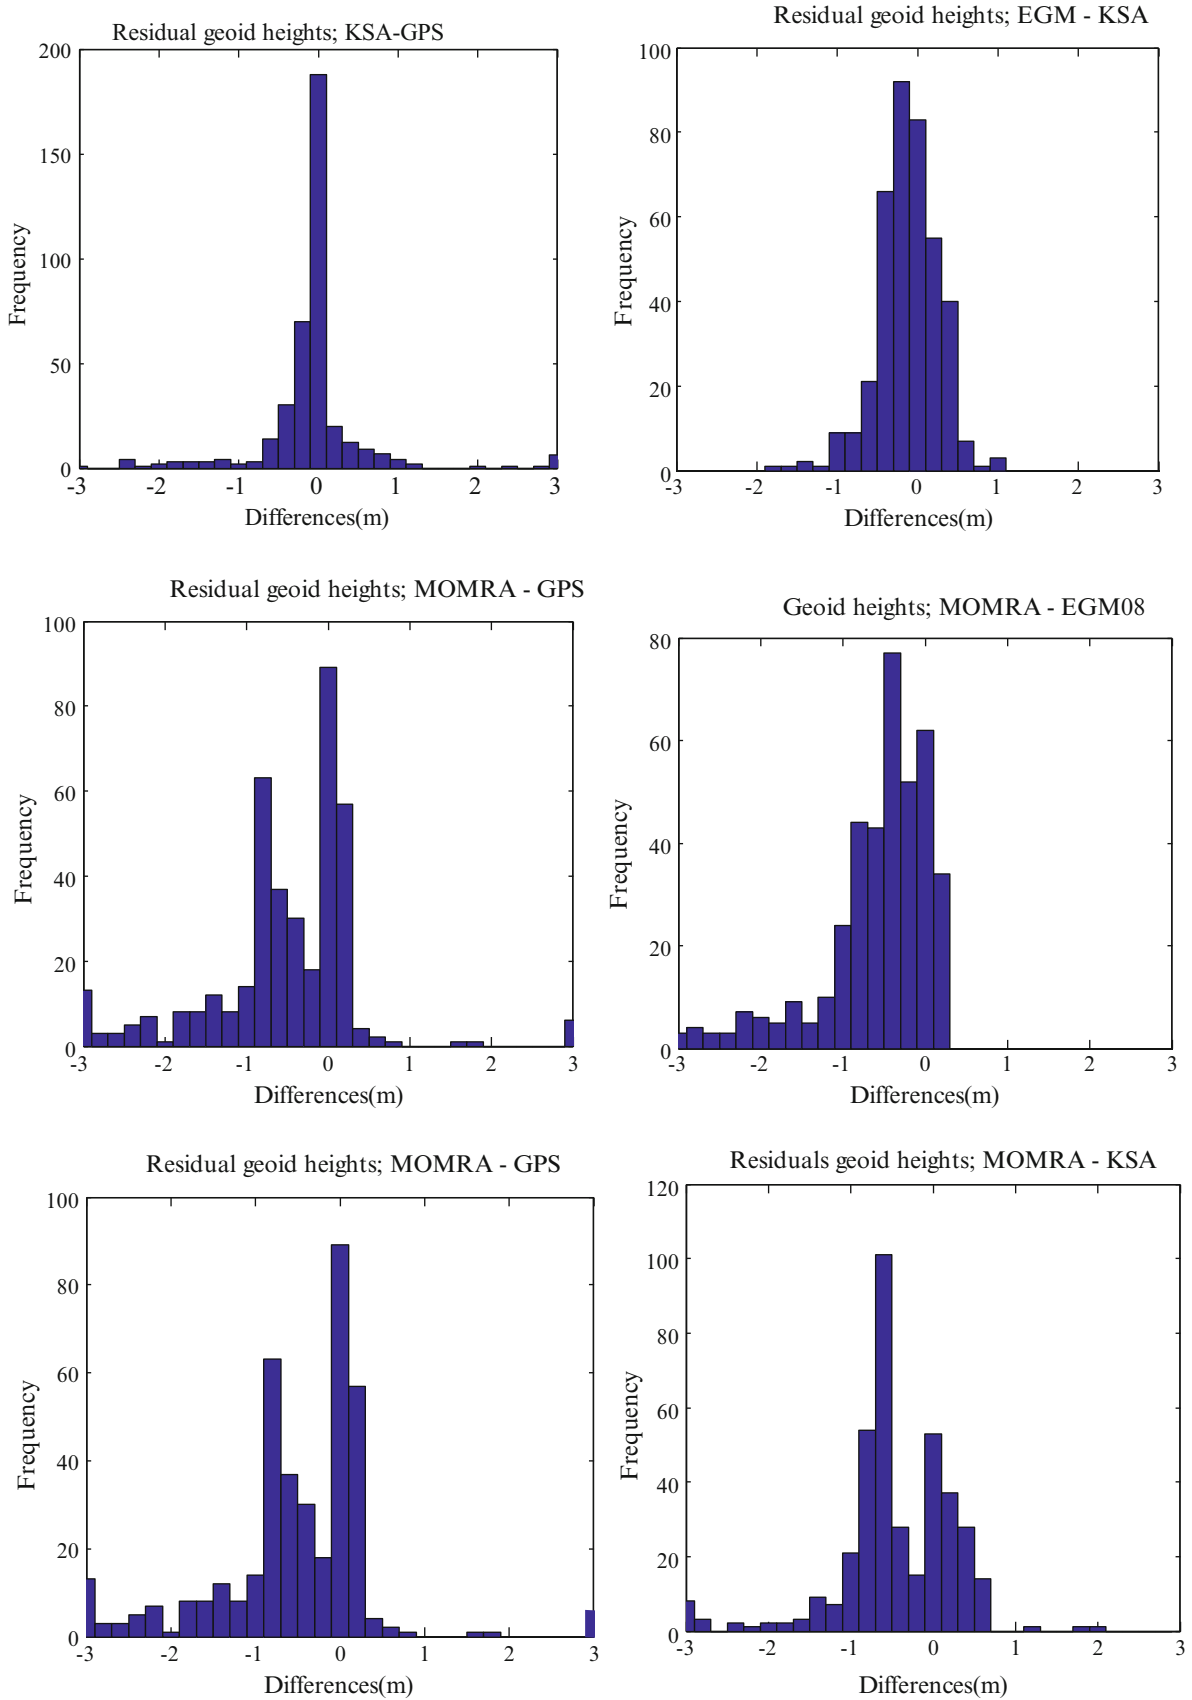 Residual geoid heights; KSA-GPS
200
150
100
50
0
-3 -2 -1 0 1 2 3
Frequency
Differences(m)
Residual geoid heights; EGM - KSA
100
80
60
40
20
0
-3 -2 -1 0 1 2 3
Frequency
Differences(m)
Residual geoid heights; MOMRA - GPS
100
80
60
40
20
0
-3 -2 -1 0 1 2 3
Frequency
Differences(m)
Geoid heights; MOMRA - EGM08
80
60
40
20
0
-3 -2 -1 0 1 2 3
Frequency
Differences(m)
Residual geoid heights; MOMRA - GPS
100
80
60
40
20
0
-3 -2 -1 0 1 2 3
Frequency
Differences(m)
Residuals geoid heights; MOMRA - KSA
120
100
80
60
40
20
0
-3 -2 -1 0 1 2 3
Frequency
Differences(m)